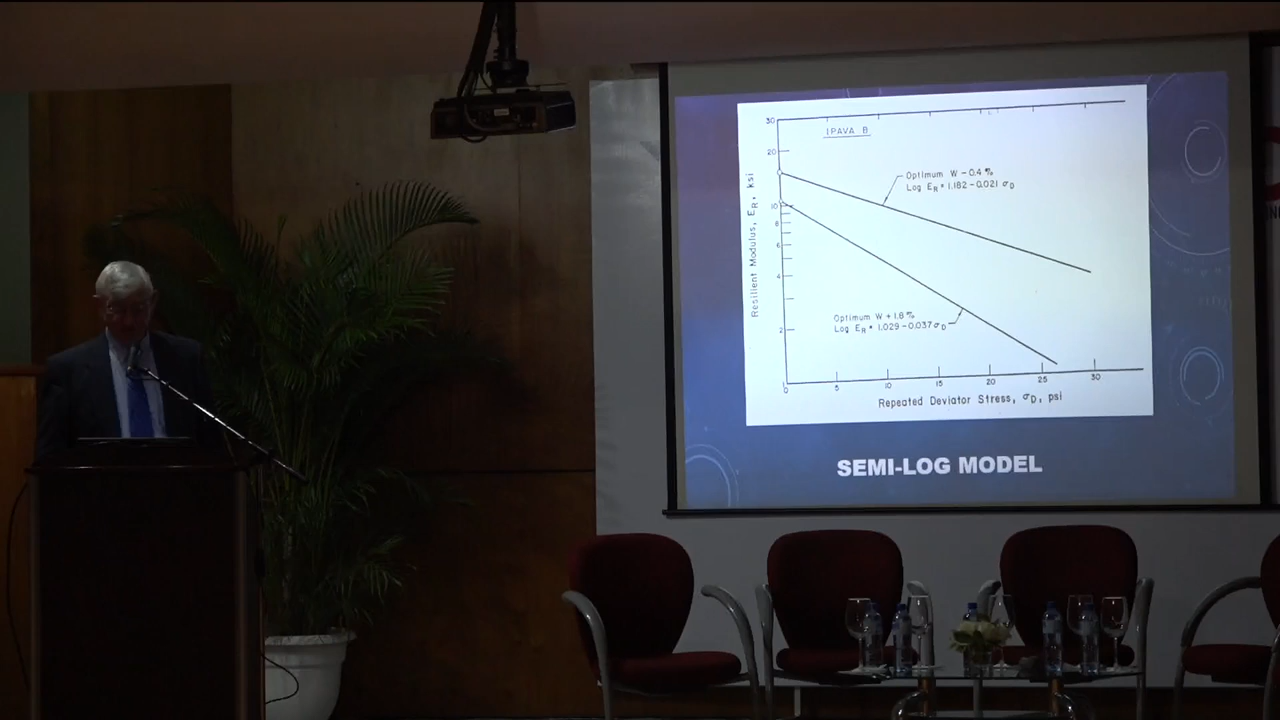 30
IPAVA B
20
Optimum W - 0.4 %
Log E_R = 1.182 - 0.021 σ_D
10
8
6
4
2
Resilient Modulus, E_R, ksi
Optimum W + 1.6 %
Log E_R = 1.029 - 0.037 σ_D
0 5 10 15 20 25 30
Repeated Deviator Stress, σ_D, psi
SEMI-LOG MODEL